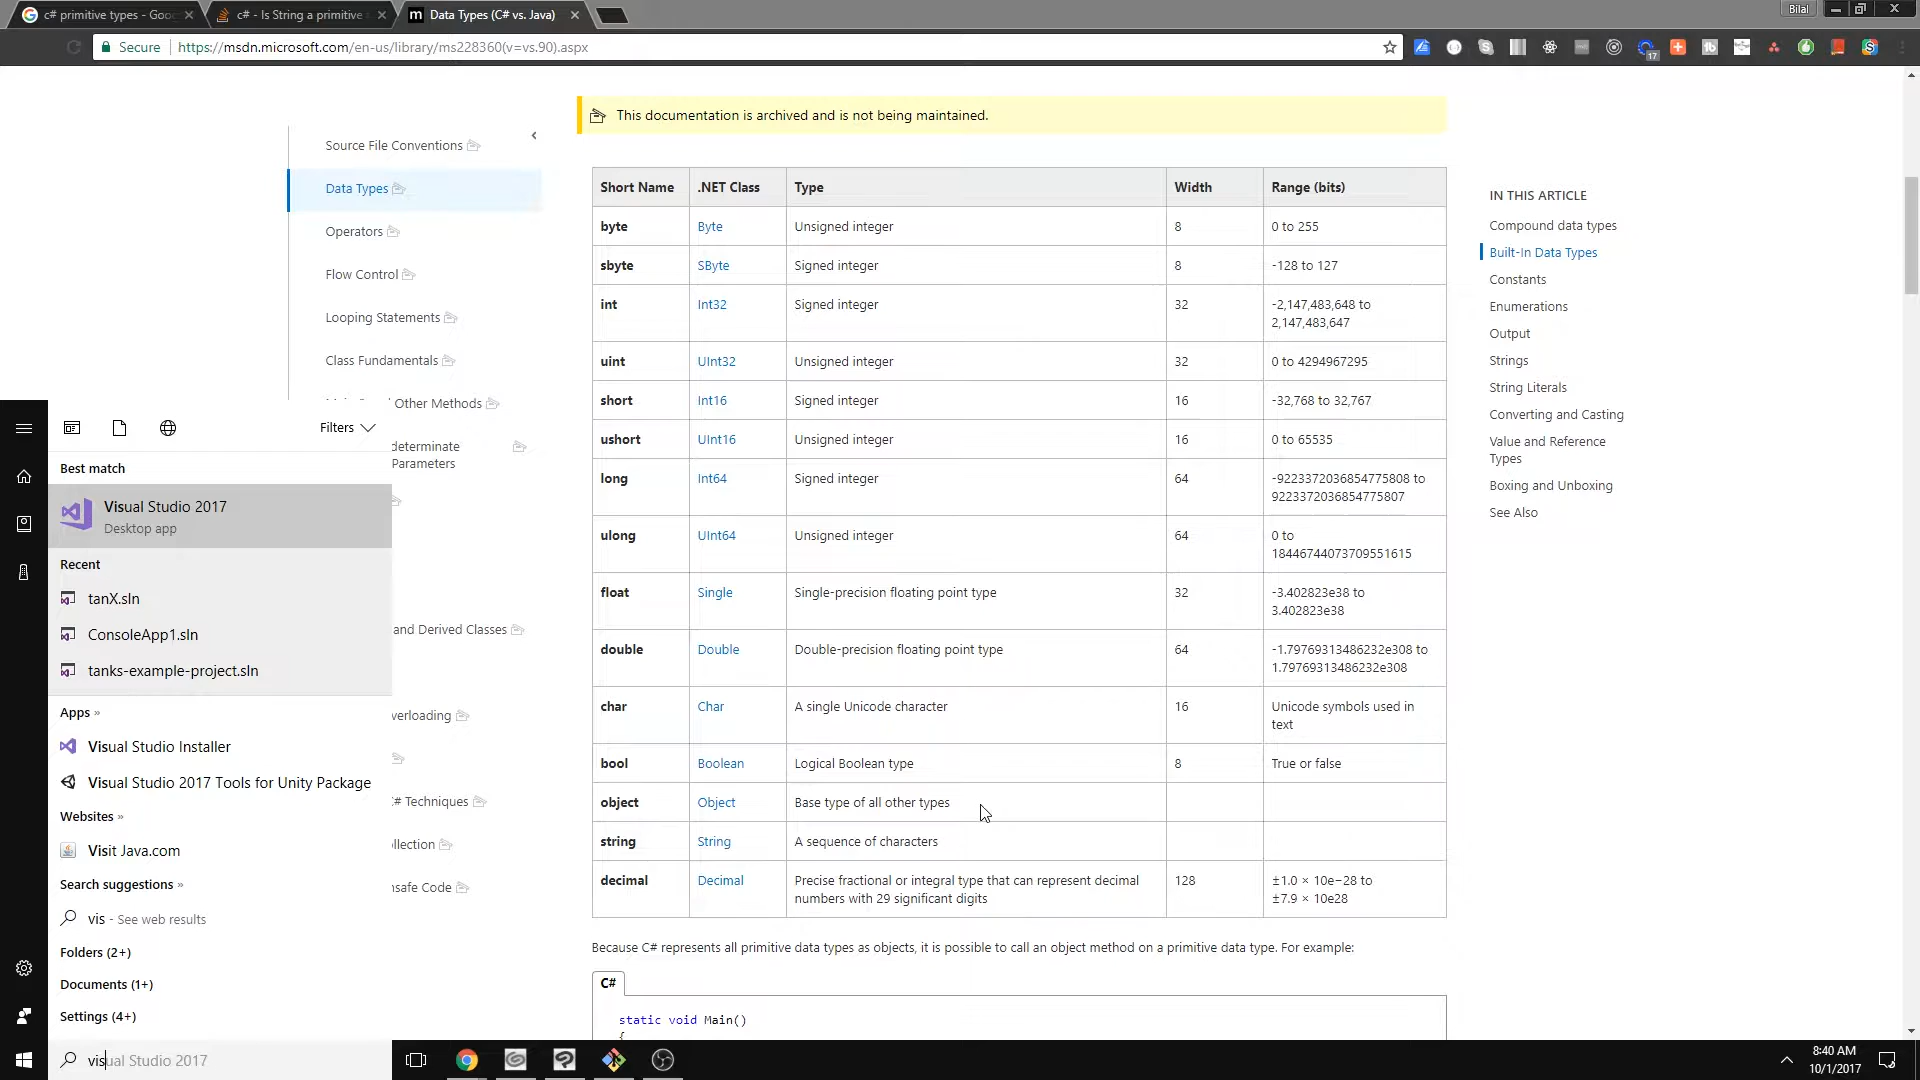 c# primitive types - Goo
c# - Is String a primitive
Data Types (C# vs. Java)
Bilal
Secure
https://msdn.microsoft.com/en-us/library/ms228360(v=vs.90).aspx
17
This documentation is archived and is not being maintained.
Source File Conventions
Data Types
Operators
Flow Control
Looping Statements
Class Fundamentals
Other Methods
determinate
Parameters
and Derived Classes
verloading
C# Techniques
ollection
nsafe Code
Short Name .NET Class Type Width Range (bits)
byte Byte Unsigned integer 8 0 to 255
sbyte SByte Signed integer 8 -128 to 127
int Int32 Signed integer 32 -2,147,483,648 to
2,147,483,647
uint UInt32 Unsigned integer 32 0 to 4294967295
short Int16 Signed integer 16 -32,768 to 32,767
ushort UInt16 Unsigned integer 16 0 to 65535
long Int64 Signed integer 64 -9223372036854775808 to
9223372036854775807
ulong UInt64 Unsigned integer 64 0 to
18446744073709551615
float Single Single-precision floating point type 32 -3.402823e38 to
3.402823e38
double Double Double-precision floating point type 64 -1.79769313486232e308 to
1.79769313486232e308
char Char A single Unicode character 16 Unicode symbols used in
text
bool Boolean Logical Boolean type 8 True or false
object Object Base type of all other types
string String A sequence of characters
decimal Decimal Precise fractional or integral type that can represent decimal 128 ±1.0 × 10e−28 to
numbers with 29 significant digits ±7.9 × 10e28
Because C# represents all primitive data types as objects, it is possible to call an object method on a primitive data type. For example:
C#
static void Main()
{
IN THIS ARTICLE
Compound data types
Built-In Data Types
Constants
Enumerations
Output
Strings
String Literals
Converting and Casting
Value and Reference
Types
Boxing and Unboxing
See Also
Filters
Best match
Visual Studio 2017
Desktop app
Recent
tanX.sln
ConsoleApp1.sln
tanks-example-project.sln
Apps »
Visual Studio Installer
Visual Studio 2017 Tools for Unity Package
Websites »
Visit Java.com
Search suggestions »
vis - See web results
Folders (2+)
Documents (1+)
Settings (4+)
visual Studio 2017
8:40 AM
10/1/2017